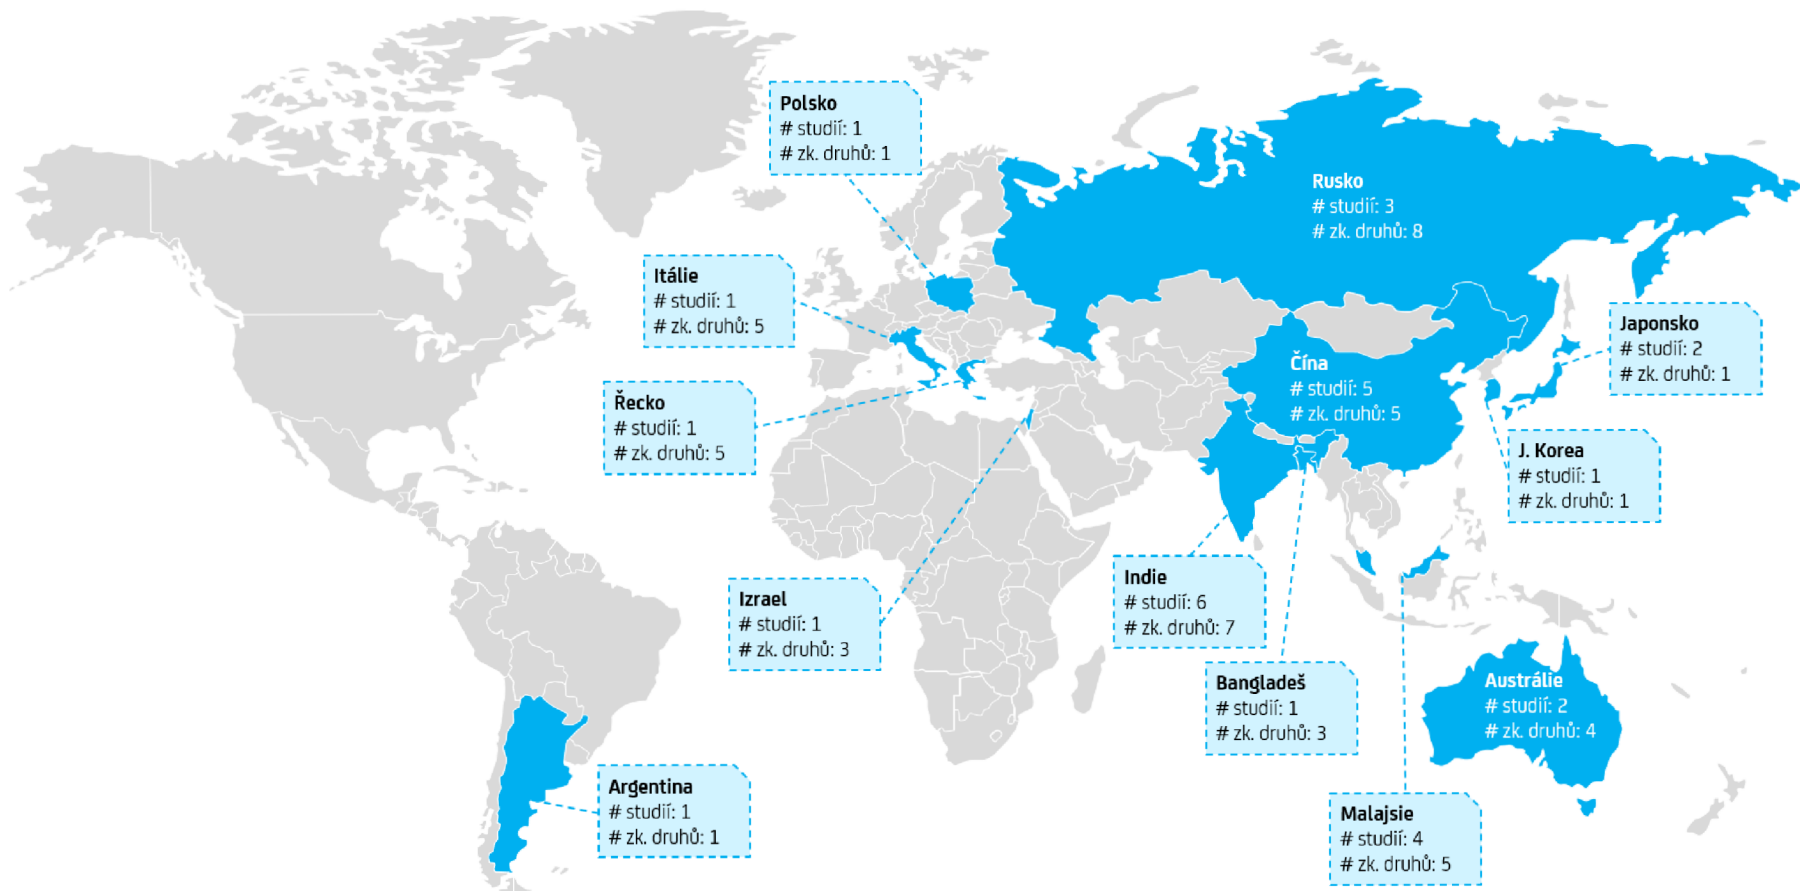 Polsko
# studií: 1
# zk. druhů: 1
Rusko
# studií: 3
# zk. druhů: 8
Itálie
# studií: 1
# zk. druhů: 5
Japonsko
# studií: 2
# zk. druhů: 1
Čína
# studií: 5
# zk. druhů: 5
Řecko
# studií: 1
# zk. druhů: 5
J. Korea
# studií: 1
# zk. druhů: 1
Indie
# studií: 6
# zk. druhů: 7
Izrael
# studií: 1
# zk. druhů: 3
Bangladeš
# studií: 1
# zk. druhů: 3
Austrálie
# studií: 2
# zk. druhů: 4
Argentina
# studií: 1
# zk. druhů: 1
Malajsie
# studií: 4
# zk. druhů: 5